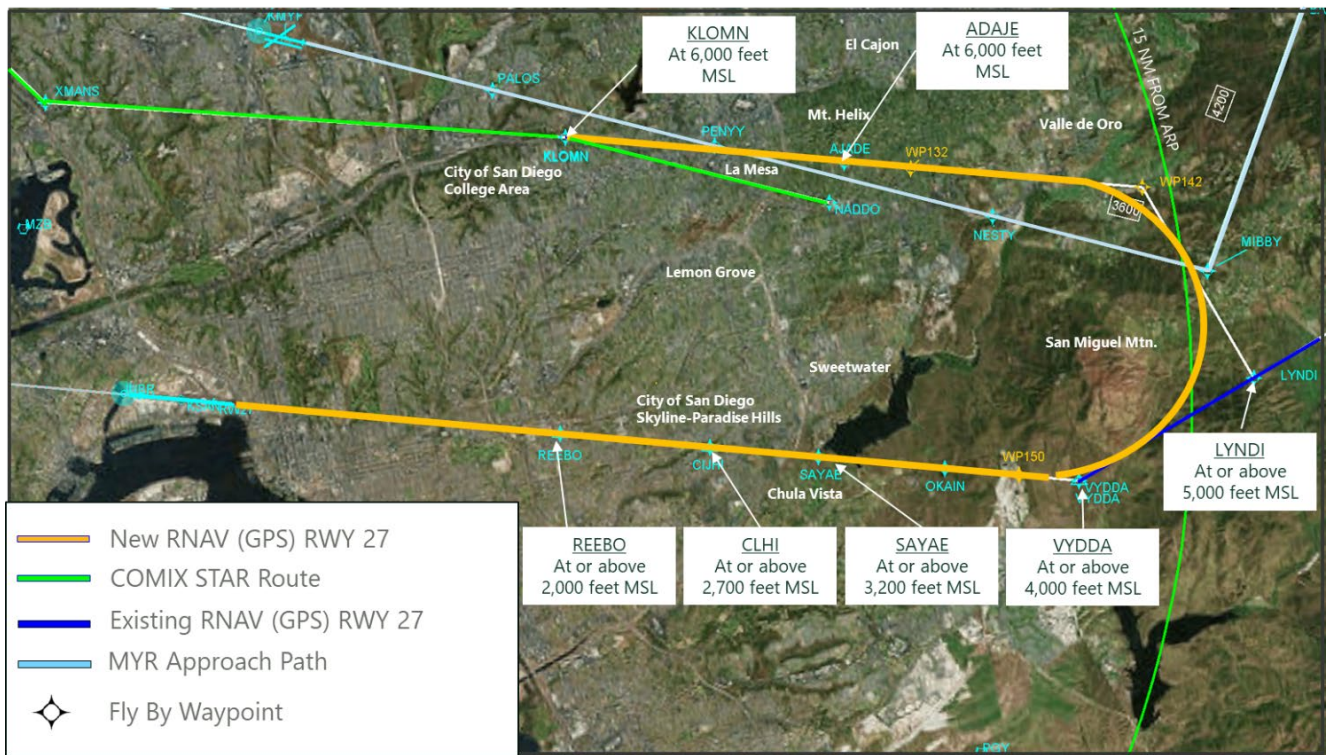 KMYF
XMANS
PALOS
KLOMN
At 6,000 feet
MSL
El Cajon
ADAJE
At 6,000 feet
MSL
15 NM FROM ARP
4200
Mt. Helix
Valle de Oro
PENYY
KLOMN
City of San Diego
College Area
La Mesa
AJADE
WP132
WP142
3600
NADDO
NESTY
MIBBY
MZB
Lemon Grove
San Miguel Mtn.
Sweetwater
LYNDI
City of San Diego
Skyline-Paradise Hills
REEBO
CIJHI
SAYAE
OKAIN
WP150
VYDDA
VYDDA
Chula Vista
LYNDI
At or above
5,000 feet MSL
REEBO
At or above
2,000 feet MSL
CLHI
At or above
2,700 feet MSL
SAYAE
At or above
3,200 feet MSL
VYDDA
At or above
4,000 feet MSL
New RNAV (GPS) RWY 27
COMIX STAR Route
Existing RNAV (GPS) RWY 27
MYR Approach Path
Fly By Waypoint